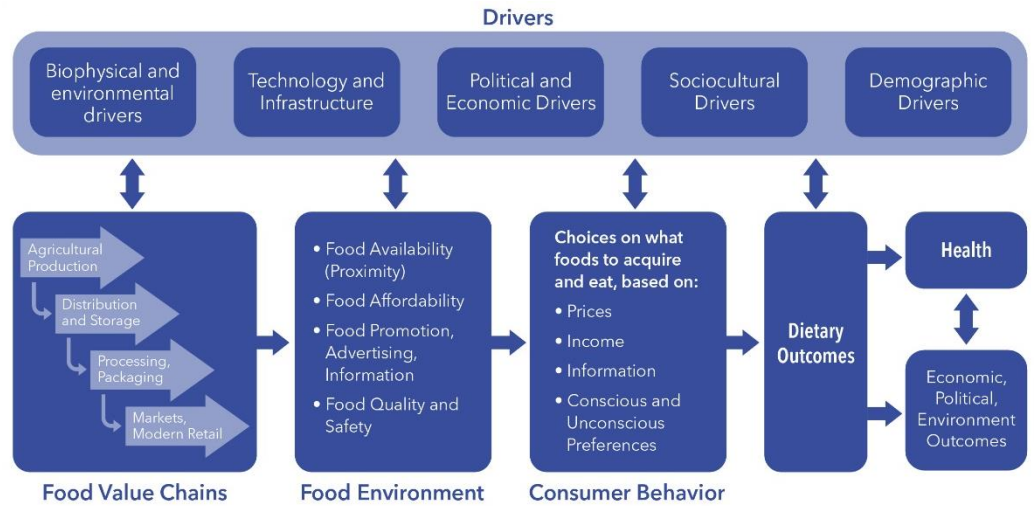 Drivers
Biophysical and
environmental
drivers
Technology and
Infrastructure
Political and
Economic Drivers
Sociocultural
Drivers
Demographic
Drivers
Agricultural
Production
Distribution
and Storage
Processing,
Packaging
Markets,
Modern Retail
Food Value Chains
• Food Availability
(Proximity)
• Food Affordability
• Food Promotion,
Advertising,
Information
• Food Quality and
Safety
Food Environment
Choices on what
foods to acquire
and eat, based on:
• Prices
• Income
• Information
• Conscious and
Unconscious
Preferences
Consumer Behavior
Dietary
Outcomes
Health
Economic,
Political,
Environment
Outcomes